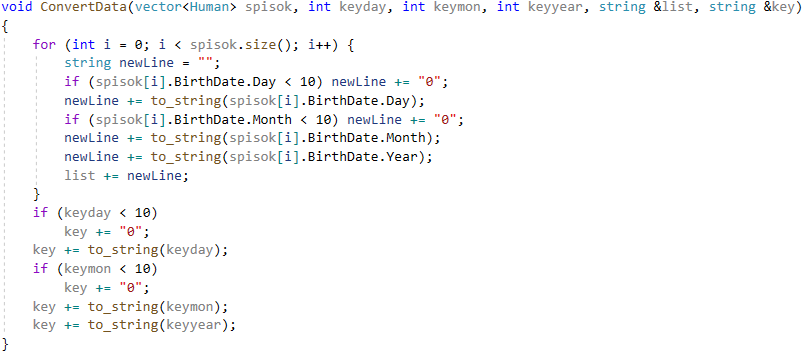 void ConvertData(vector<Human> spisok, int keyday, int keymon, int keyyear, string &list, string &key)
{
    for (int i = 0; i < spisok.size(); i++) {
        string newLine = "";
        if (spisok[i].BirthDate.Day < 10) newLine += "0";
        newLine += to_string(spisok[i].BirthDate.Day);
        if (spisok[i].BirthDate.Month < 10) newLine += "0";
        newLine += to_string(spisok[i].BirthDate.Month);
        newLine += to_string(spisok[i].BirthDate.Year);
        list += newLine;
    }
    if (keyday < 10)
        key += "0";
    key += to_string(keyday);
    if (keymon < 10)
        key += "0";
    key += to_string(keymon);
    key += to_string(keyyear);
}